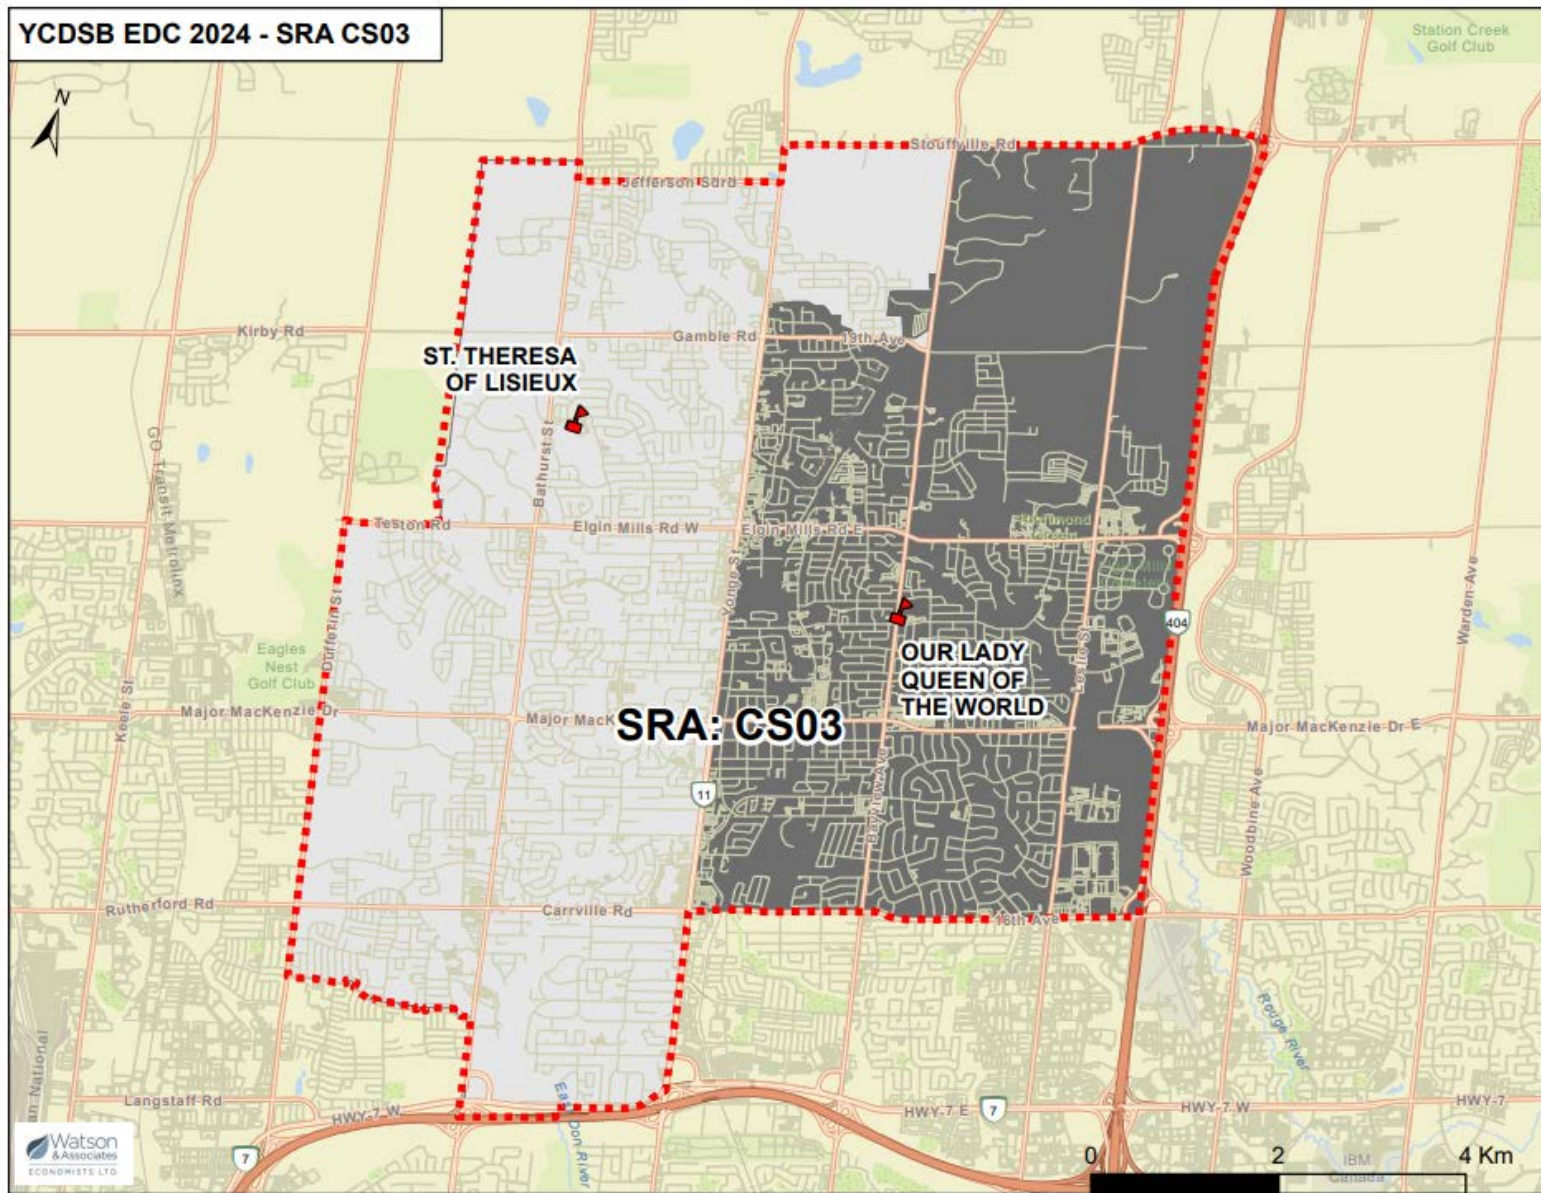 YCDSB EDC 2024 - SRA CS03
Station Creek
Golf Club
N
Stouffville Rd
Jefferson Sdrd
Kirby Rd
Gamble Rd
19th Ave
ST. THERESA
OF LISIEUX
Bathurst St
GO Transit Metrolinx
Teston Rd
Elgin Mills Rd W
Elgin Mills Rd E
Richmond
Green
Yonge St
Dufferin St
404
Warden Ave
Eagles
Nest
Golf Club
OUR LADY
QUEEN OF
THE WORLD
Leslie St
Keele St
Major MacKenzie Dr
Major MacK
SRA: CS03
Major MacKenzie Dr E
11
Bayview Ave
Woodbine Ave
Rutherford Rd
Carrville Rd
16th Ave
Rouge River
an National
Langstaff Rd
HWY-7 W
East Don River
HWY-7 E
7
HWY-7 W
HWY-7
Watson
& Associates
ECONOMISTS LTD
7
0
2
4 Km
IBM
Canada